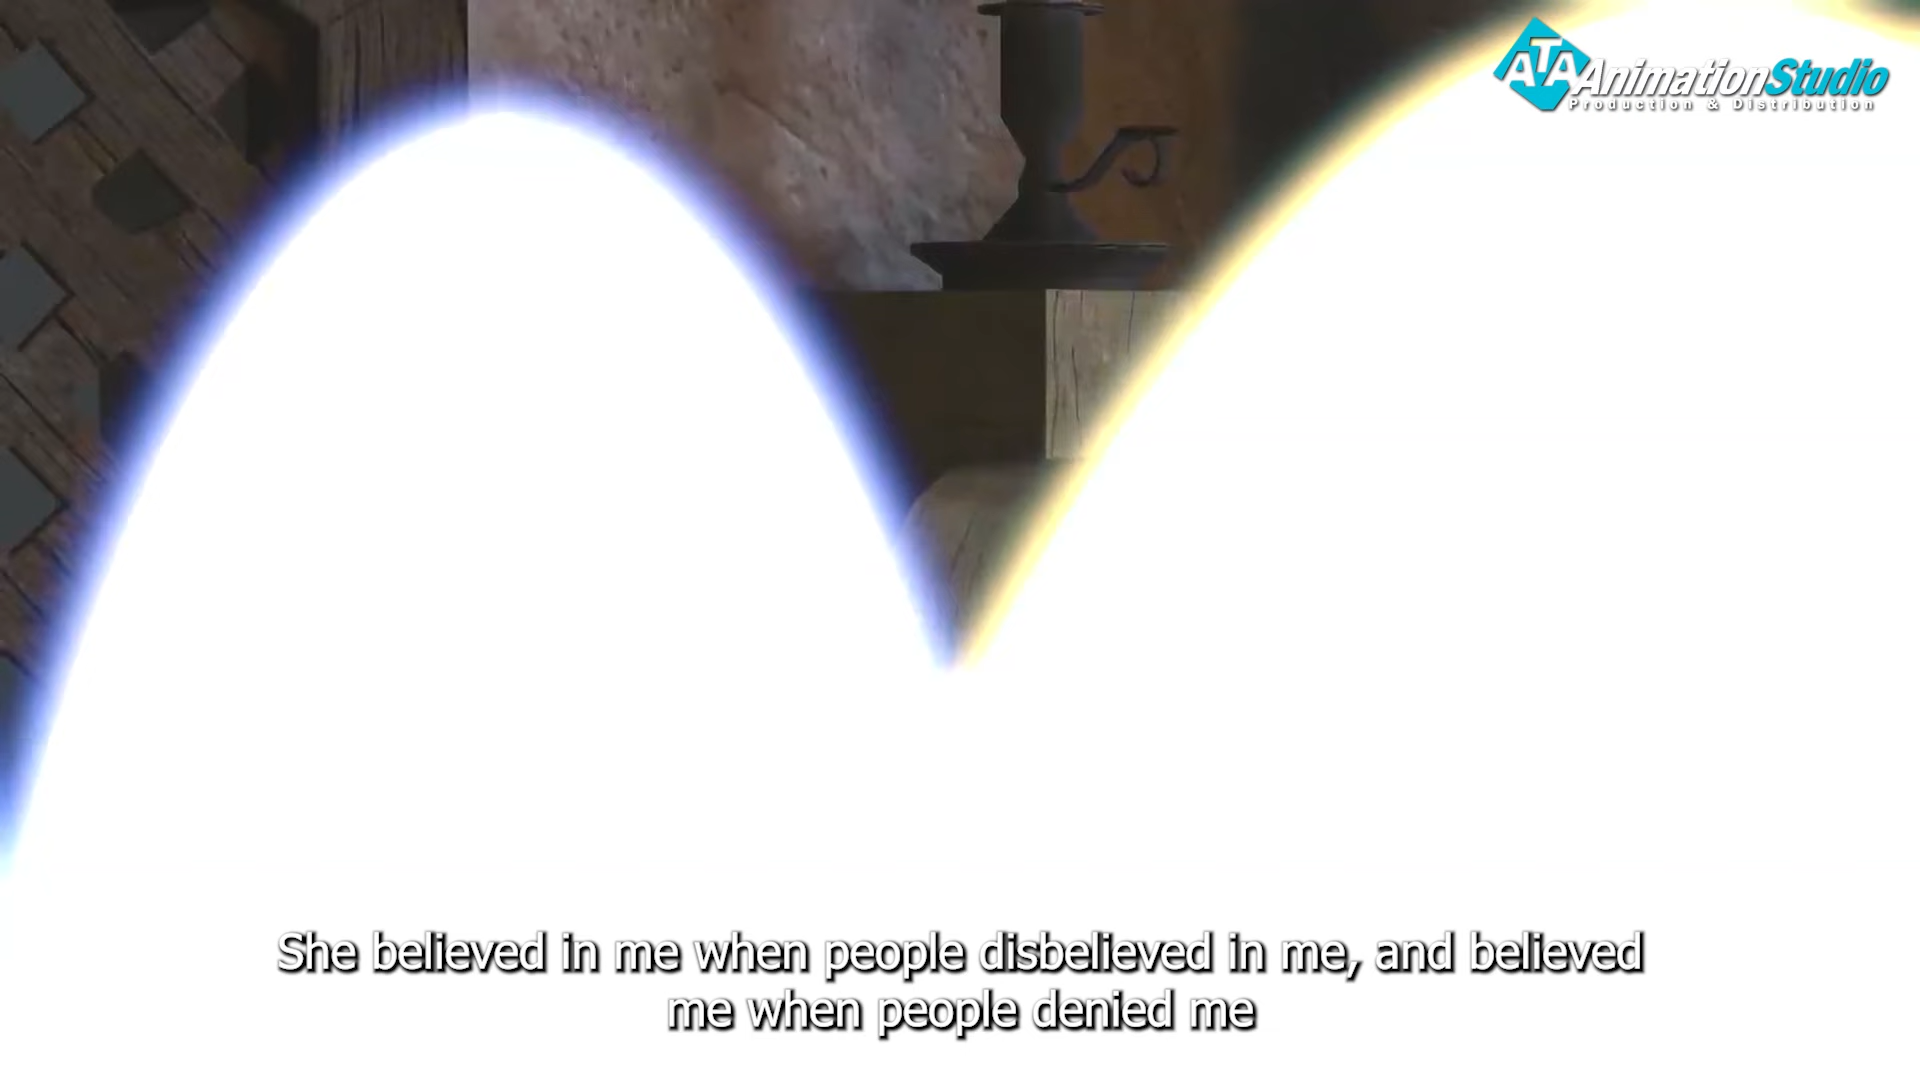 ATA AnimationStudio
Production & Distribution
She believed in me when people disbelieved in me, and believed
me when people denied me